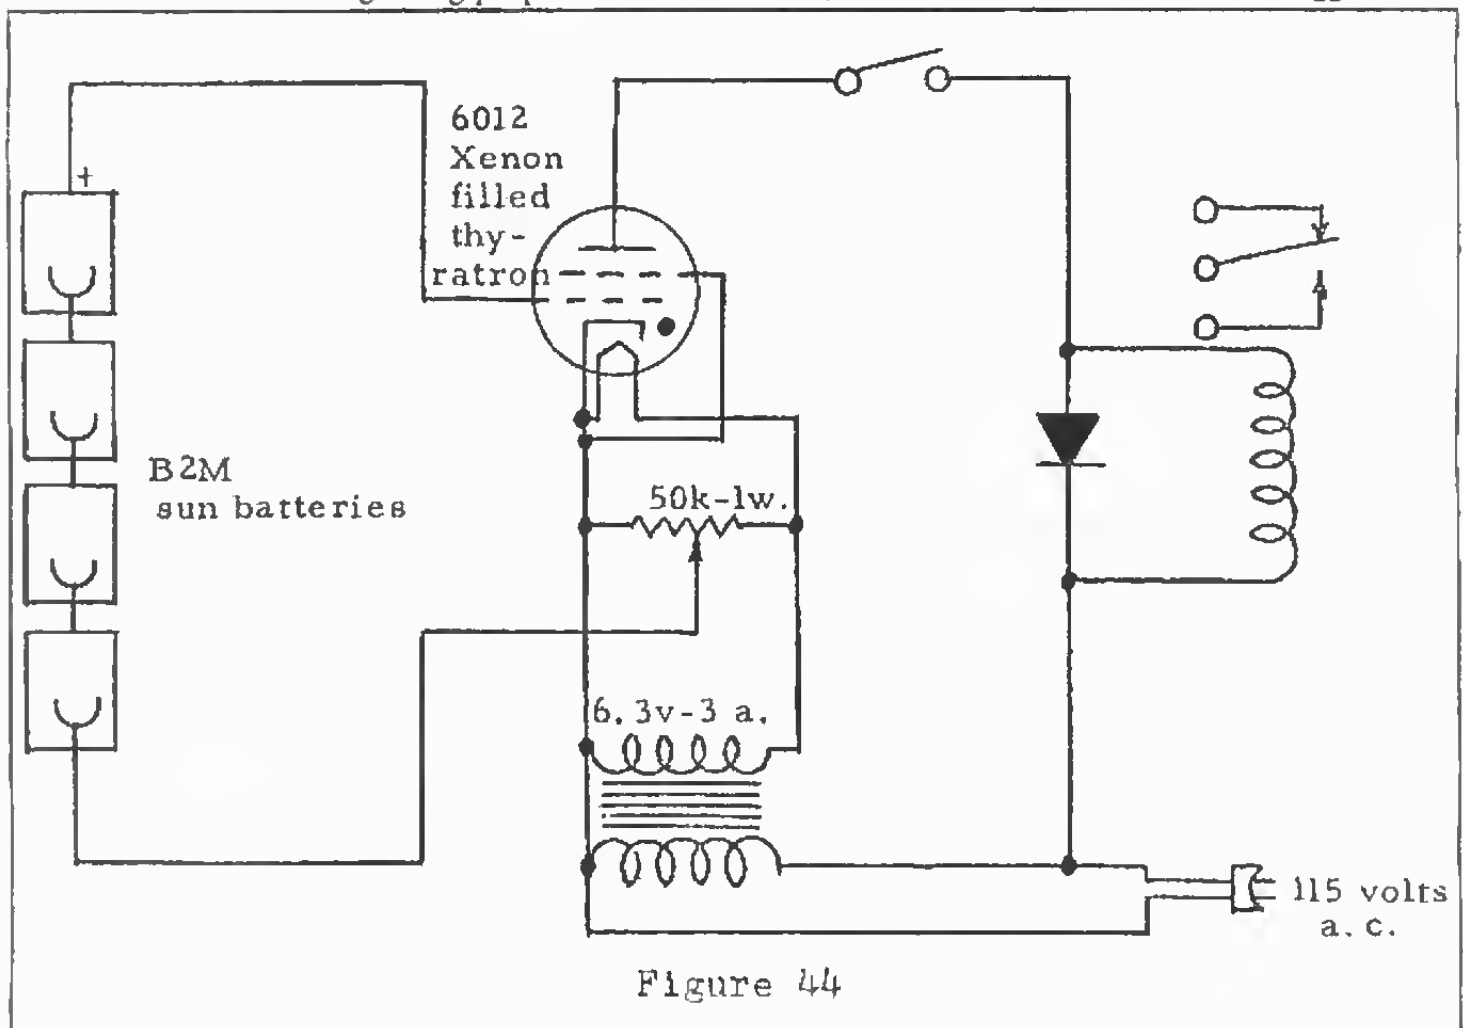 6012
Xenon
filled
thy-
ratron
+
B2M
sun batteries
50k-1w.
6.3v-3 a.
115 volts
a.c.
Figure 44